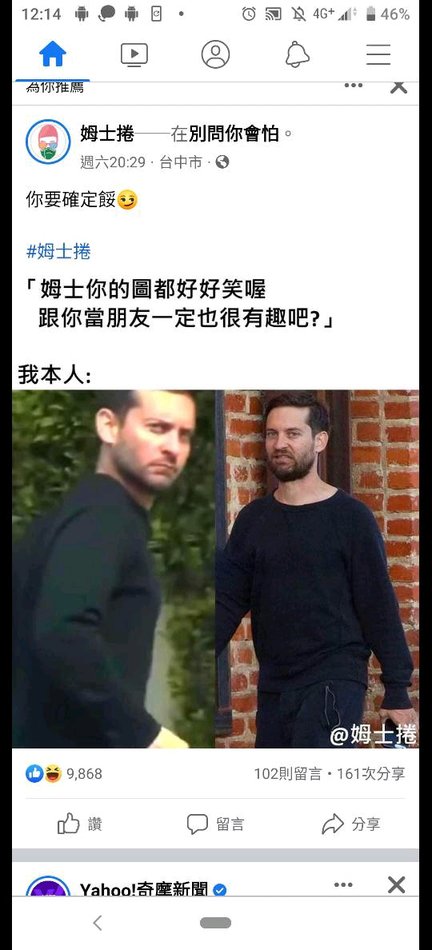 12:14
4G+
46%
為你推薦
姆士捲——在別問你會怕。
週六20:29 · 台中市 ·
你要確定餒😏
#姆士捲
「姆士你的圖都好好笑喔
跟你當朋友一定也很有趣吧?」
我本人:
@姆士捲
9,868
102則留言 • 161次分享
讚
留言
分享
Yahoo!奇摩新聞